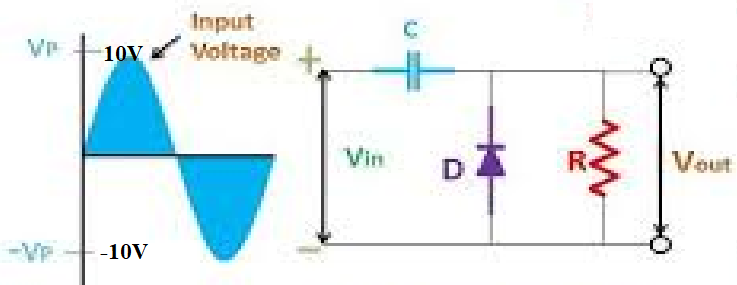 Input
Voltage
VP
10V
-VP
-10V
+
-
C
Vin
D
R
Vout